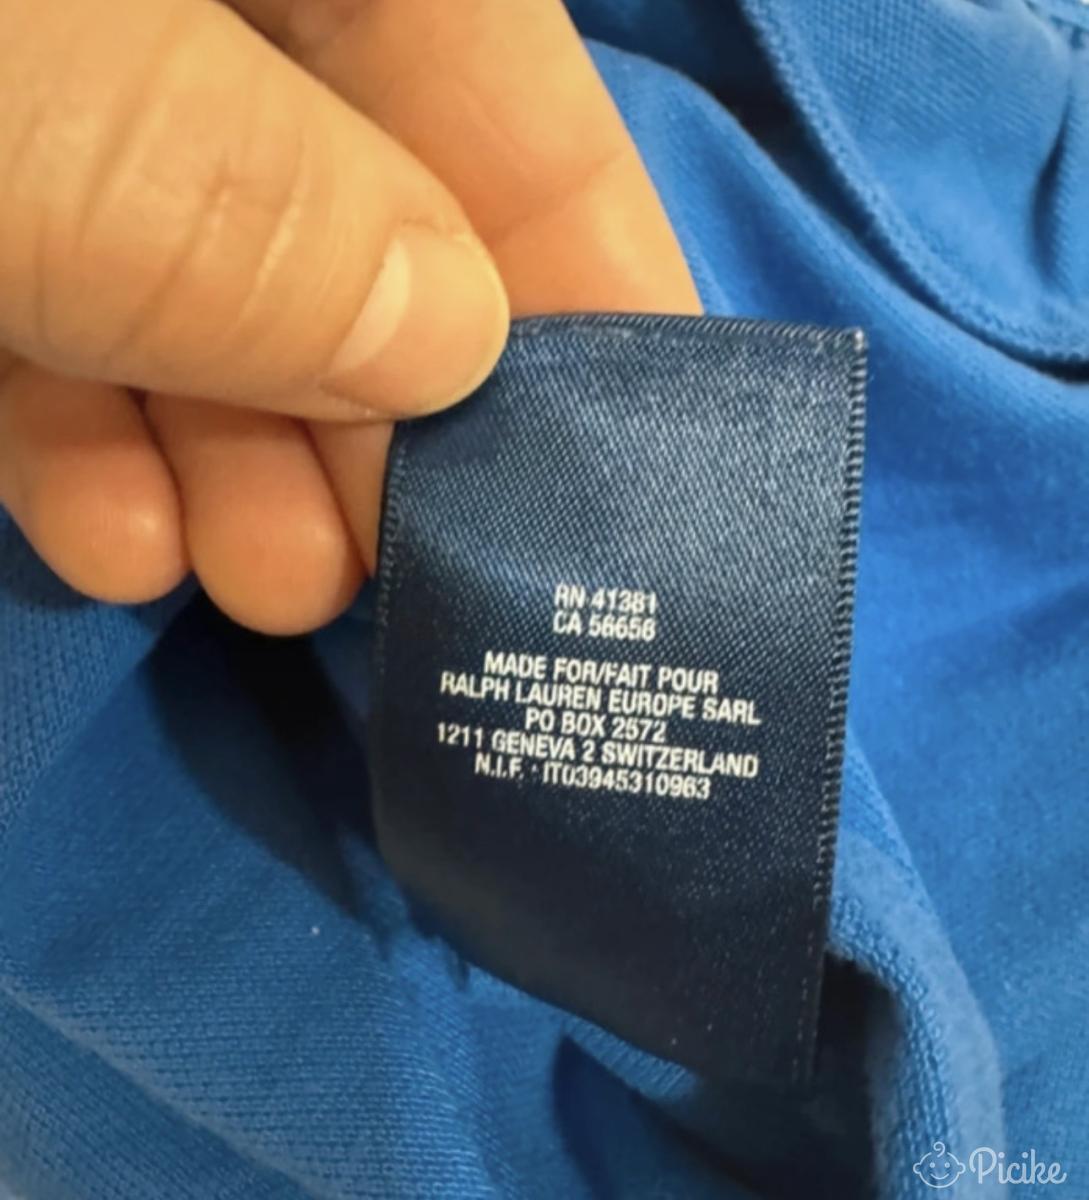 RN 41381
CA 56656
MADE FOR/FAIT POUR
RALPH LAUREN EUROPE SARL
PO BOX 2572
1211 GENEVA 2 SWITZERLAND
N.I.F. · IT03945310963
Picike